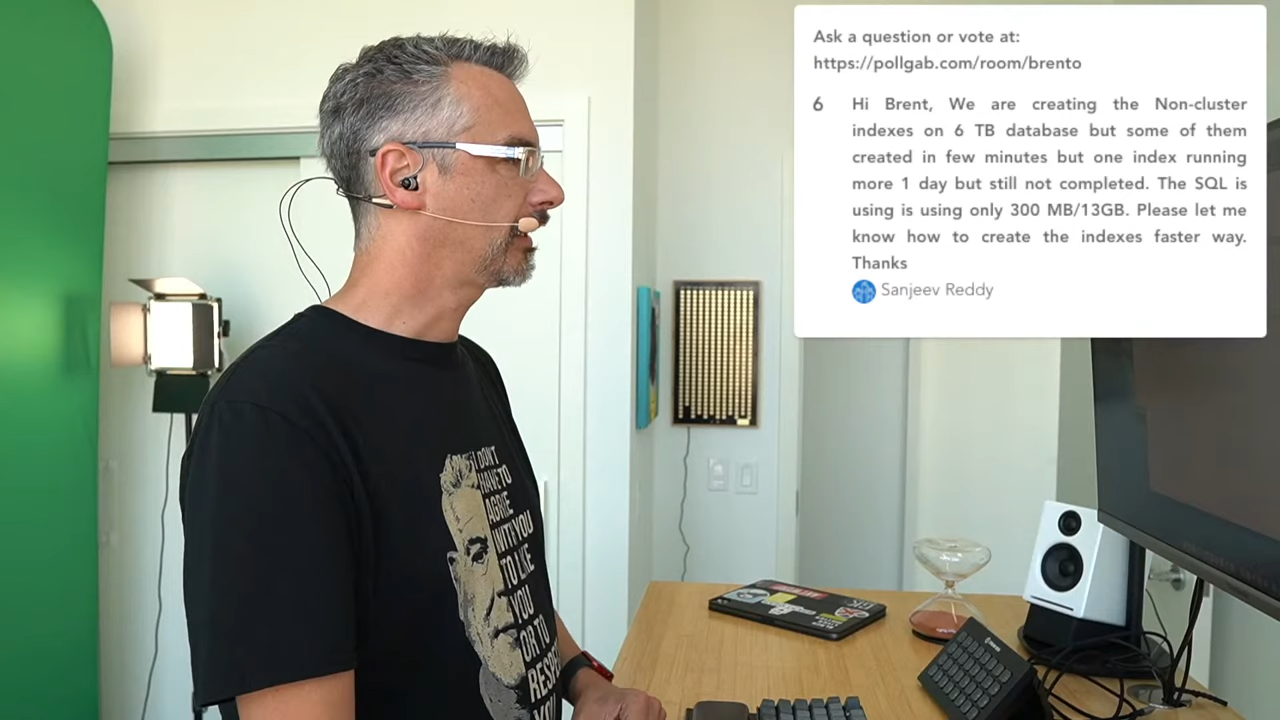 Ask a question or vote at:
https://pollgab.com/room/brento
6 Hi Brent, We are creating the Non-cluster
indexes on 6 TB database but some of them
created in few minutes but one index running
more 1 day but still not completed. The SQL is
using is using only 300 MB/13GB. Please let me
know how to create the indexes faster way.
Thanks
Sanjeev Reddy
I DON'T
HAVE TO
AGREE
WITH YOU
TO LIKE
YOU
OR TO